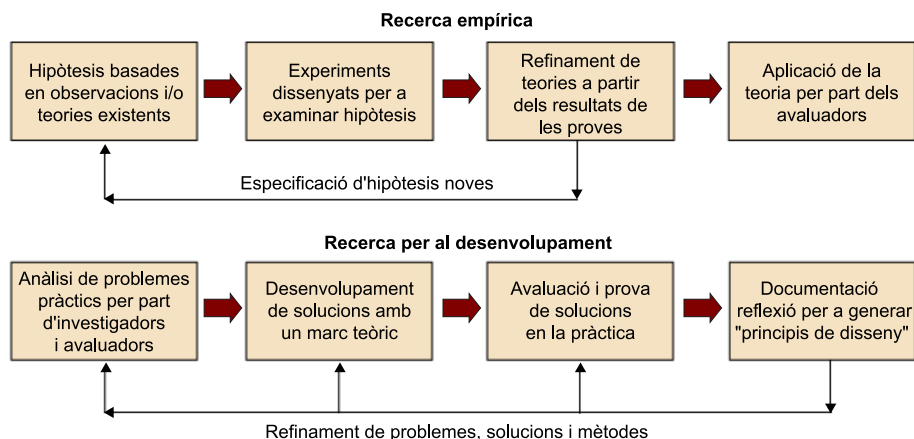 Recerca empírica
Hipòtesis basades
en observacions i/o
teories existents
Experiments
dissenyats per a
examinar hipòtesis
Refinament de
teories a partir
dels resultats de
les proves
Aplicació de la
teoria per part dels
avaluadors
Especificació d'hipòtesis noves
Recerca per al desenvolupament
Anàlisi de problemes
pràctics per part
d'investigadors
i avaluadors
Desenvolupament
de solucions amb
un marc teòric
Avaluació i prova
de solucions
en la pràctica
Documentació
reflexió per a generar
"principis de disseny"
Refinament de problemes, solucions i mètodes